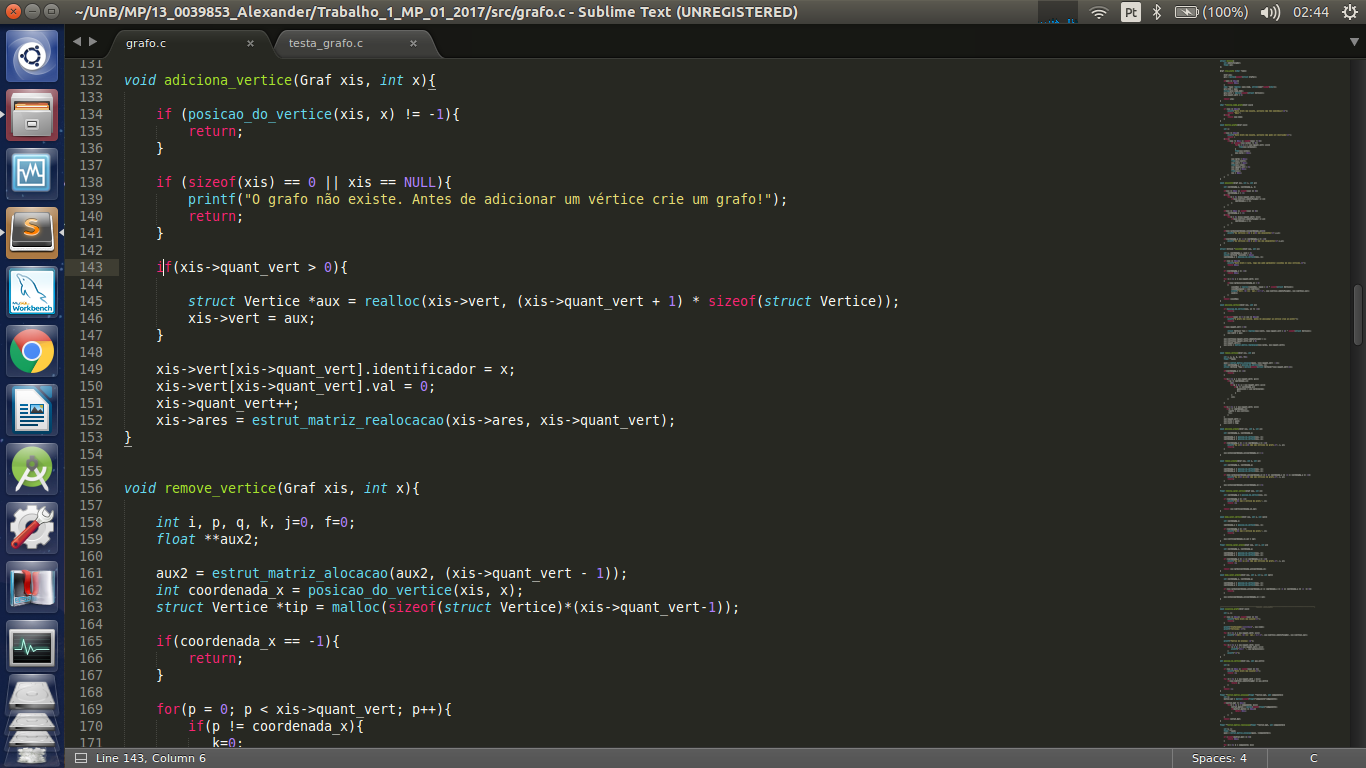 ~/UnB/MP/13_0039853_Alexander/Trabalho_1_MP_01_2017/src/grafo.c - Sublime Text (UNREGISTERED)
Pt (100%) 02:44
grafo.c × testa_grafo.c ×
131
132 void adiciona_vertice(Graf xis, int x){
133
134 if (posicao_do_vertice(xis, x) != -1){
135 return;
136 }
137
138 if (sizeof(xis) == 0 || xis == NULL){
139 printf("O grafo não existe. Antes de adicionar um vértice crie um grafo!");
140 return;
141 }
142
143 if(xis->quant_vert > 0){
144
145 struct Vertice *aux = realloc(xis->vert, (xis->quant_vert + 1) * sizeof(struct Vertice));
146 xis->vert = aux;
147 }
148
149 xis->vert[xis->quant_vert].identificador = x;
150 xis->vert[xis->quant_vert].val = 0;
151 xis->quant_vert++;
152 xis->ares = estrut_matriz_realocacao(xis->ares, xis->quant_vert);
153 }
154
155
156 void remove_vertice(Graf xis, int x){
157
158 int i, p, q, k, j=0, f=0;
159 float **aux2;
160
161 aux2 = estrut_matriz_alocacao(aux2, (xis->quant_vert - 1));
162 int coordenada_x = posicao_do_vertice(xis, x);
163 struct Vertice *tip = malloc(sizeof(struct Vertice)*(xis->quant_vert-1));
164
165 if(coordenada_x == -1){
166 return;
167 }
168
169 for(p = 0; p < xis->quant_vert; p++){
170 if(p != coordenada_x){
171 k=0;
Line 143, Column 6
Spaces: 4
C
S
MySQL
Workbench